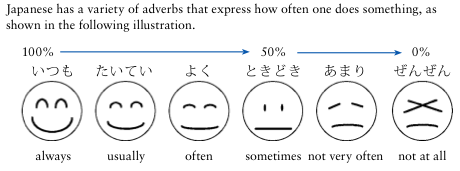 Japanese has a variety of adverbs that express how often one does something, as
shown in the following illustration.
100% 50% 0%
いつも たいてい よく ときどき あまり ぜんぜん
always usually often sometimes not very often not at all